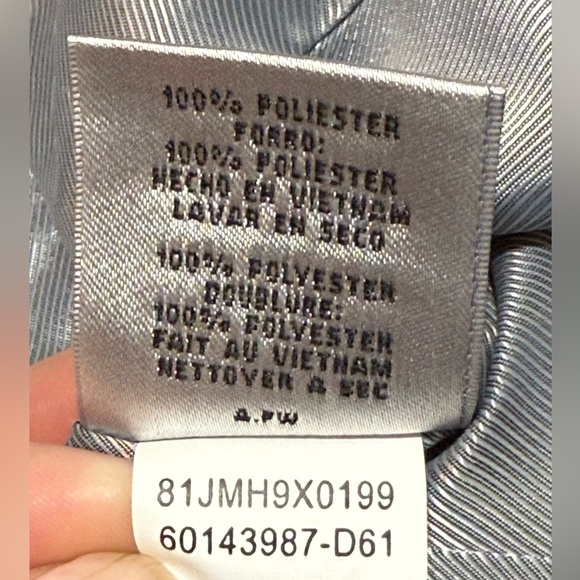 100% POLIESTER
FORRO:
100% POLIESTER
HECHO EN VIETNAM
LAVAR EN SECO
100% POLYESTER
DOUBLURE:
100% POLYESTER
FAIT AU VIETNAM
NETTOYER A SEC
A.PW
81JMH9X0199
60143987-D61